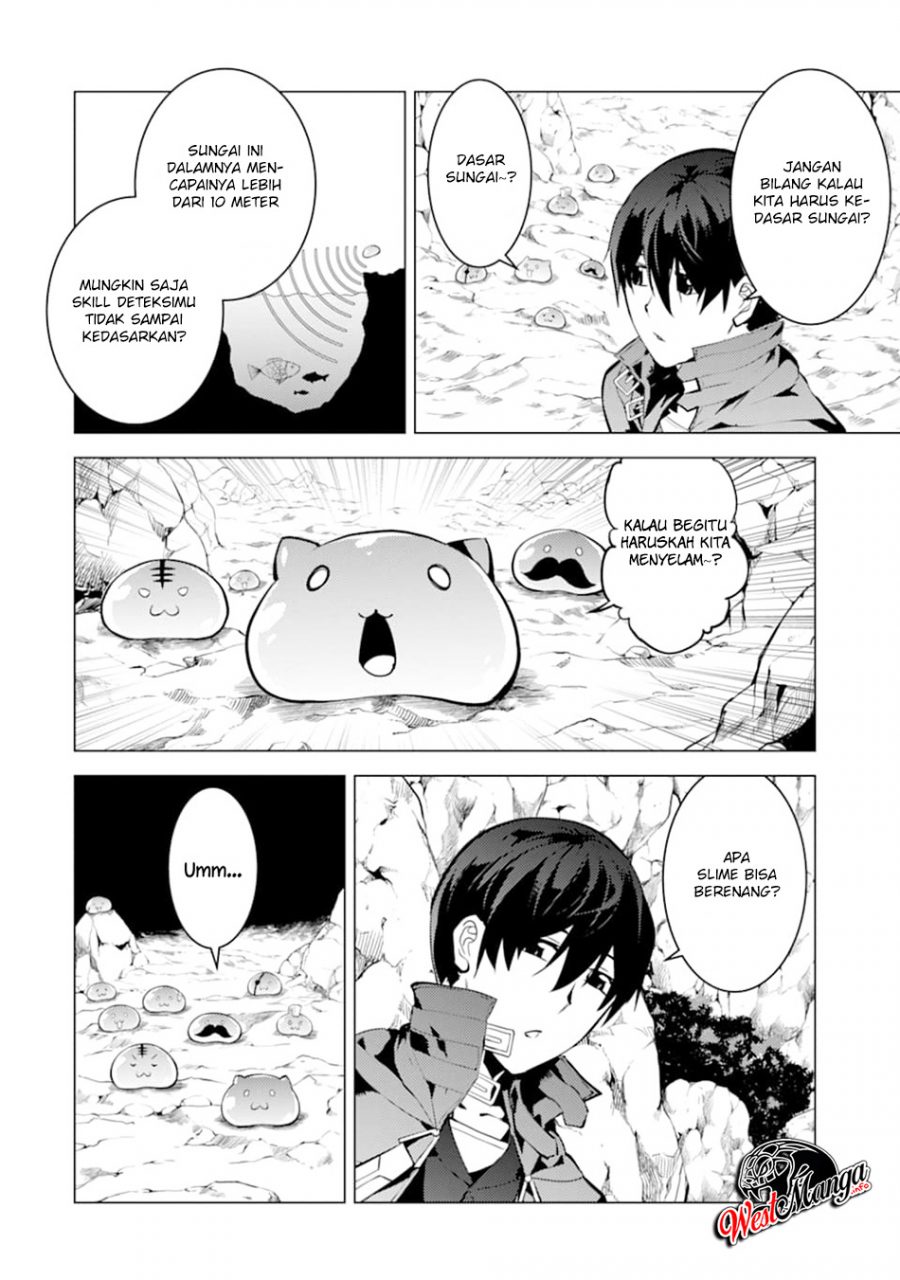 JANGAN
BILANG KALAU
KITA HARUS KE-
DASAR SUNGAI?
DASAR
SUNGAI~?
SUNGAI INI
DALAMNYA MEN-
CAPAINYA LEBIH
DARI 10 METER
MUNGKIN SAJA
SKILL DETEKSIMU
TIDAK SAMPAI
KEDASARKAN?
KALAU BEGITU
HARUSKAH KITA
MENYELAM~?
APA
SLIME BISA
BERENANG?
Umm...
WestManga
.info